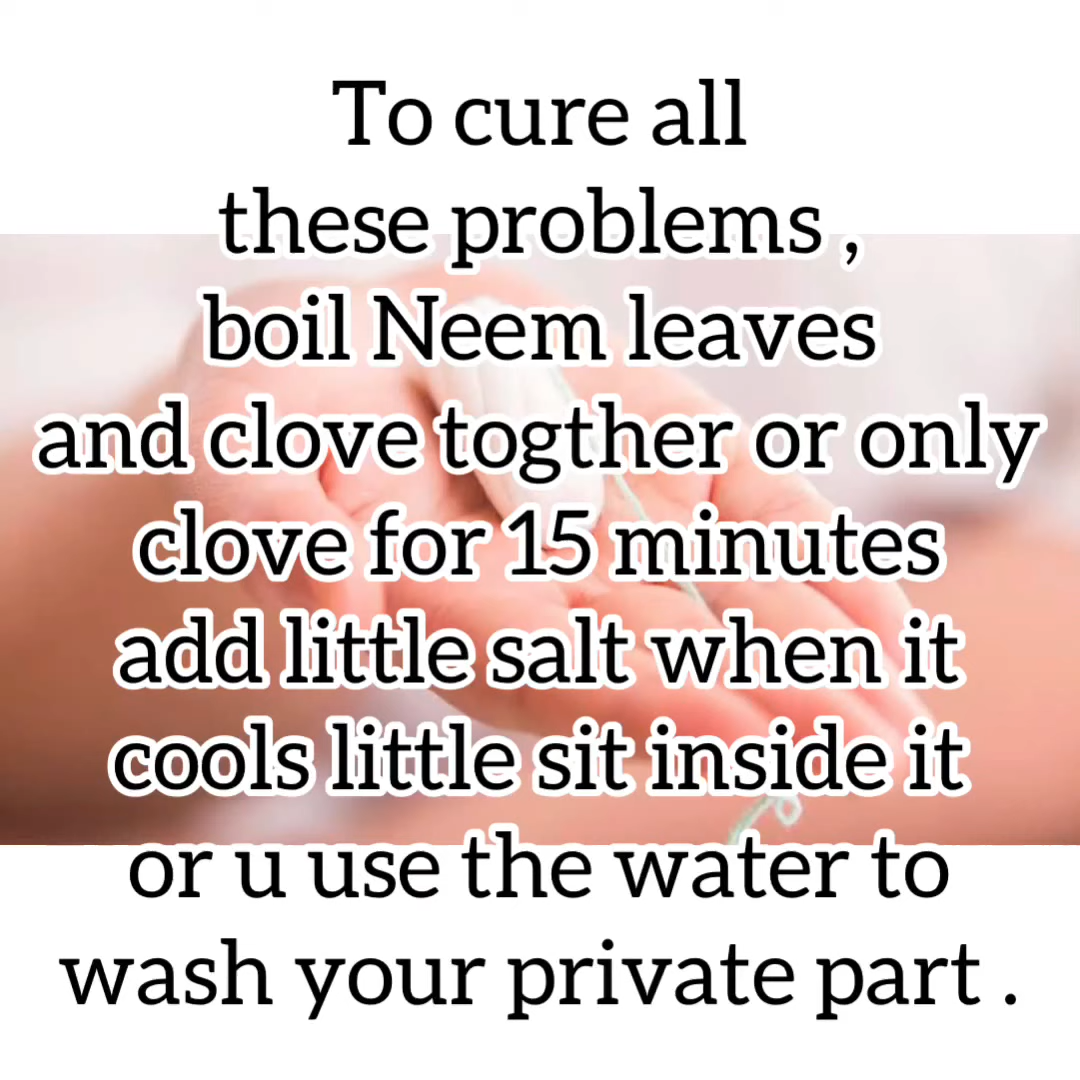 To cure all
these problems ,
boil Neem leaves
and clove togther or only
clove for 15 minutes
add little salt when it
cools little sit inside it
or u use the water to
wash your private part .